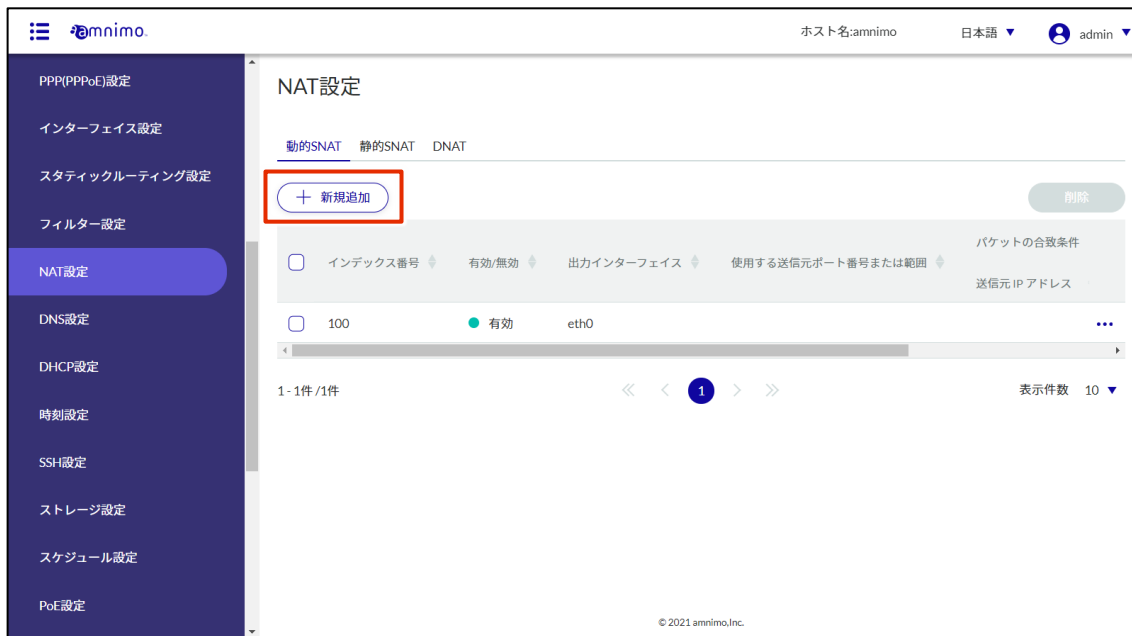 amnimo.
ホスト名:amnimo
日本語 ▼
admin ▼
PPP(PPPoE)設定
インターフェイス設定
スタティックルーティング設定
フィルター設定
NAT設定
DNS設定
DHCP設定
時刻設定
SSH設定
ストレージ設定
スケジュール設定
PoE設定
NAT設定
動的SNAT 静的SNAT DNAT
＋ 新規追加
削除
インデックス番号 有効/無効 出力インターフェイス 使用する送信元ポート番号または範囲
パケットの合致条件
送信元 IP アドレス
100 有効 eth0 •••
1 - 1件 /1件
1
表示件数 10 ▼
© 2021 amnimo,Inc.